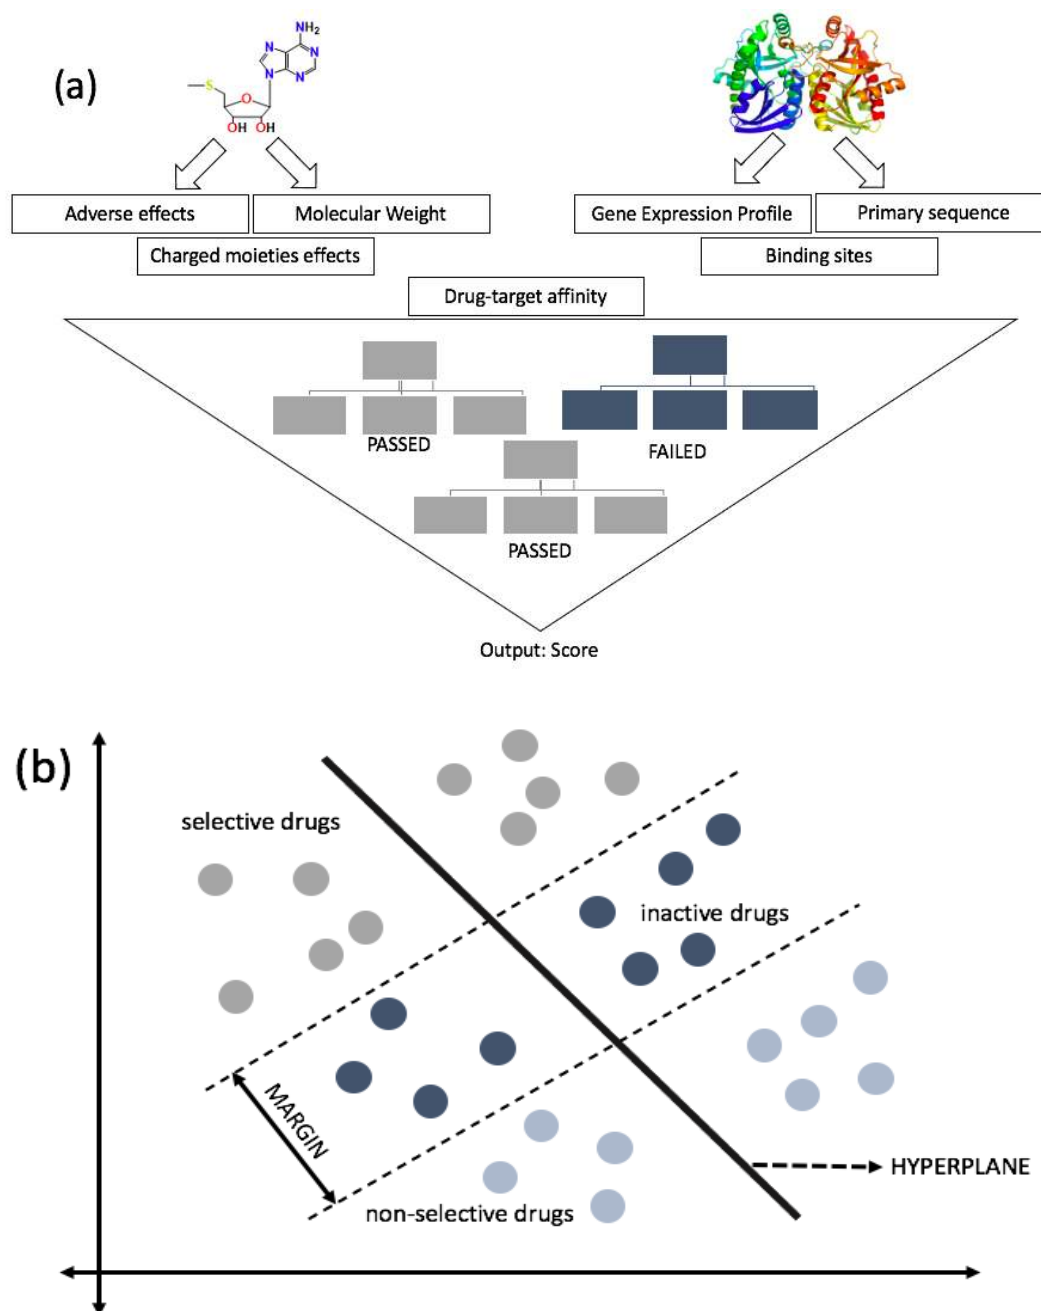 (a)
NH2
N
N
N
N
S
O
OH
OH
Adverse effects
Molecular Weight
Charged moieties effects
Gene Expression Profile
Primary sequence
Binding sites
Drug-target affinity
PASSED
FAILED
PASSED
Output: Score
(b)
selective drugs
inactive drugs
MARGIN
HYPERPLANE
non-selective drugs